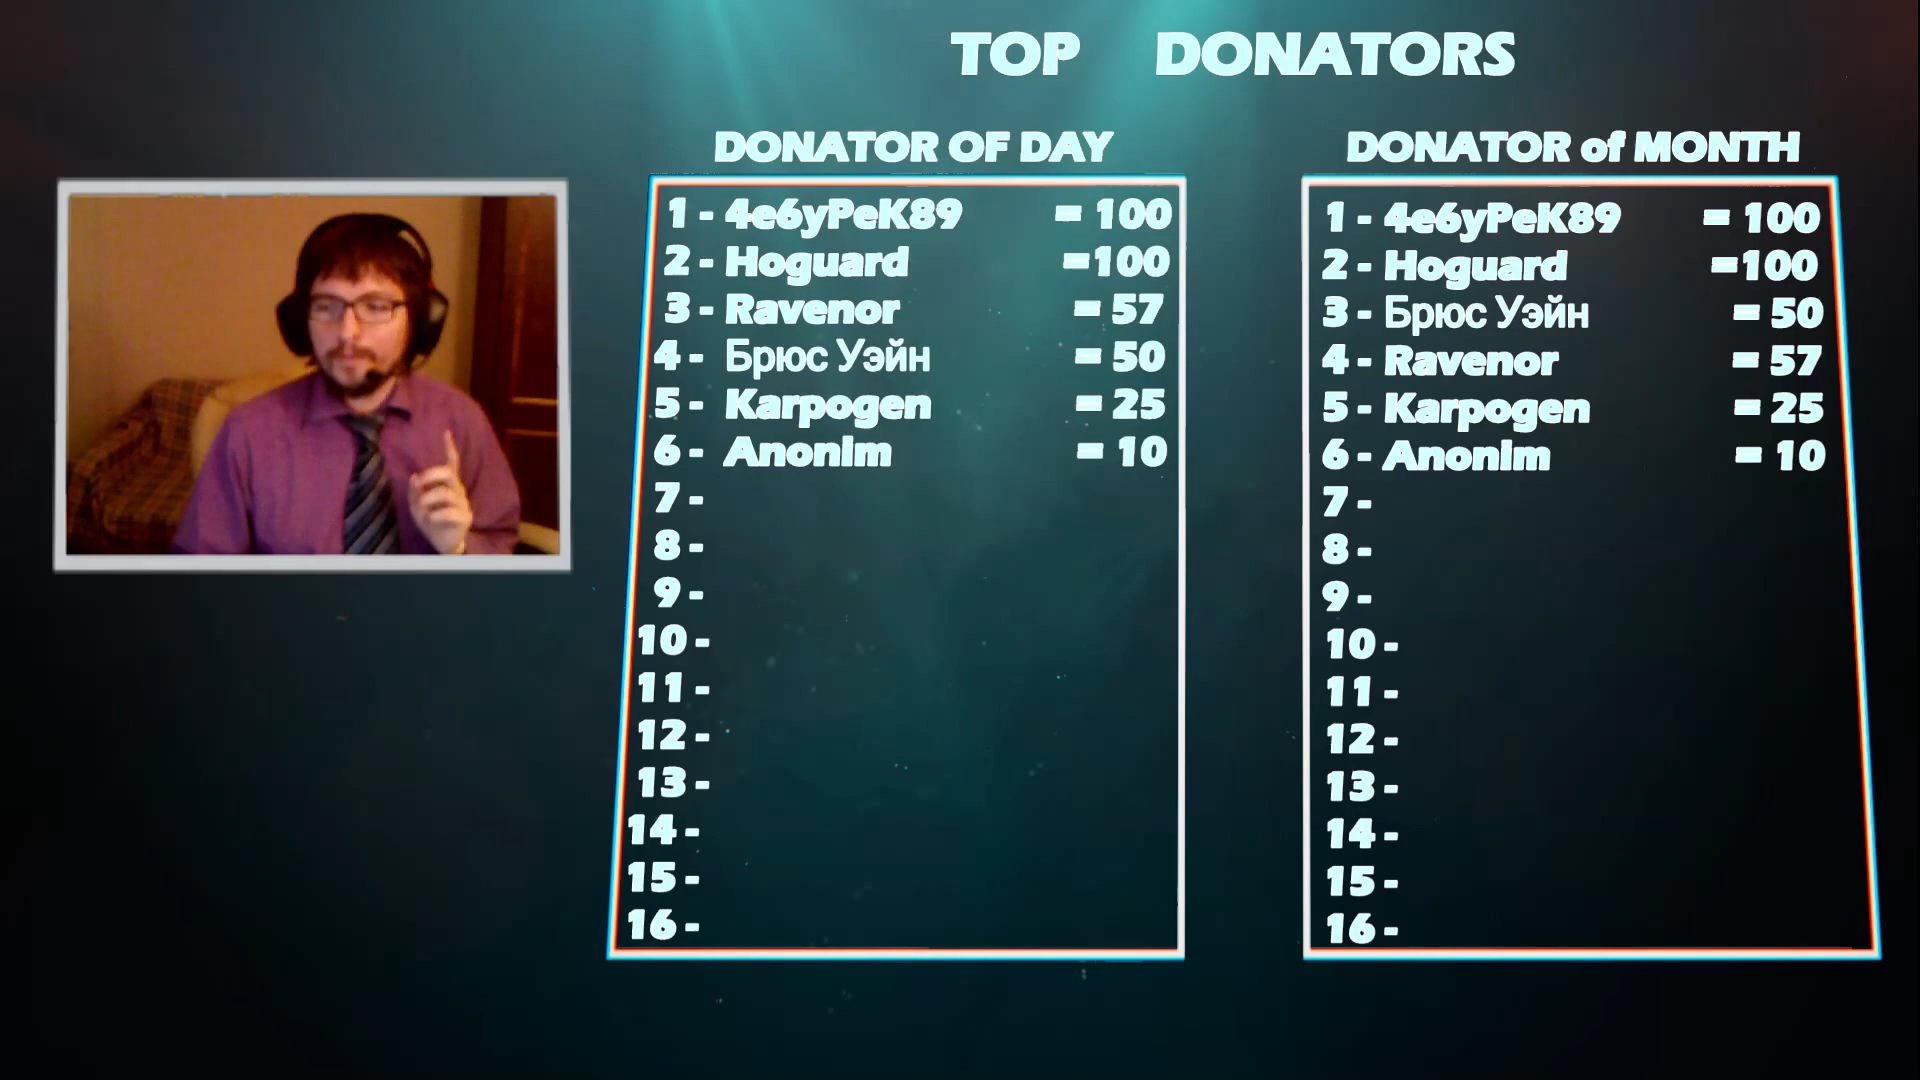 TOP DONATORS
DONATOR OF DAY
1 - 4e6yPeK89 = 100
2 - Hoguard =100
3 - Ravenor = 57
4 - Брюс Уэйн = 50
5 - Karpogen = 25
6 - Anonim = 10
7 -
8 -
9 -
10 -
11 -
12 -
13 -
14 -
15 -
16 -
DONATOR of MONTH
1 - 4e6yPeK89 = 100
2 - Hoguard =100
3 - Брюс Уэйн = 50
4 - Ravenor = 57
5 - Karpogen = 25
6 - Anonim = 10
7 -
8 -
9 -
10 -
11 -
12 -
13 -
14 -
15 -
16 -